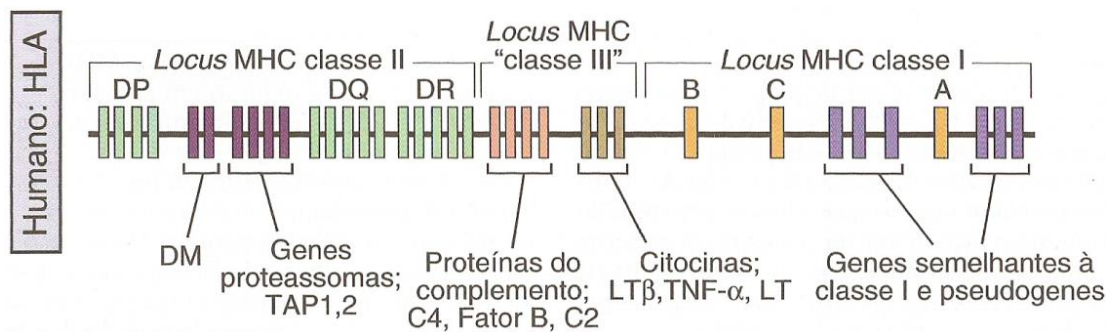 Humano: HLA
Locus MHC classe II
Locus MHC
“classe III”
Locus MHC classe I
DP
DQ
DR
B
C
A
DM
Genes
proteassomas;
TAP1,2
Proteínas do
complemento;
C4, Fator B, C2
Citocinas;
LTβ,TNF-α, LT
Genes semelhantes à
classe I e pseudogenes